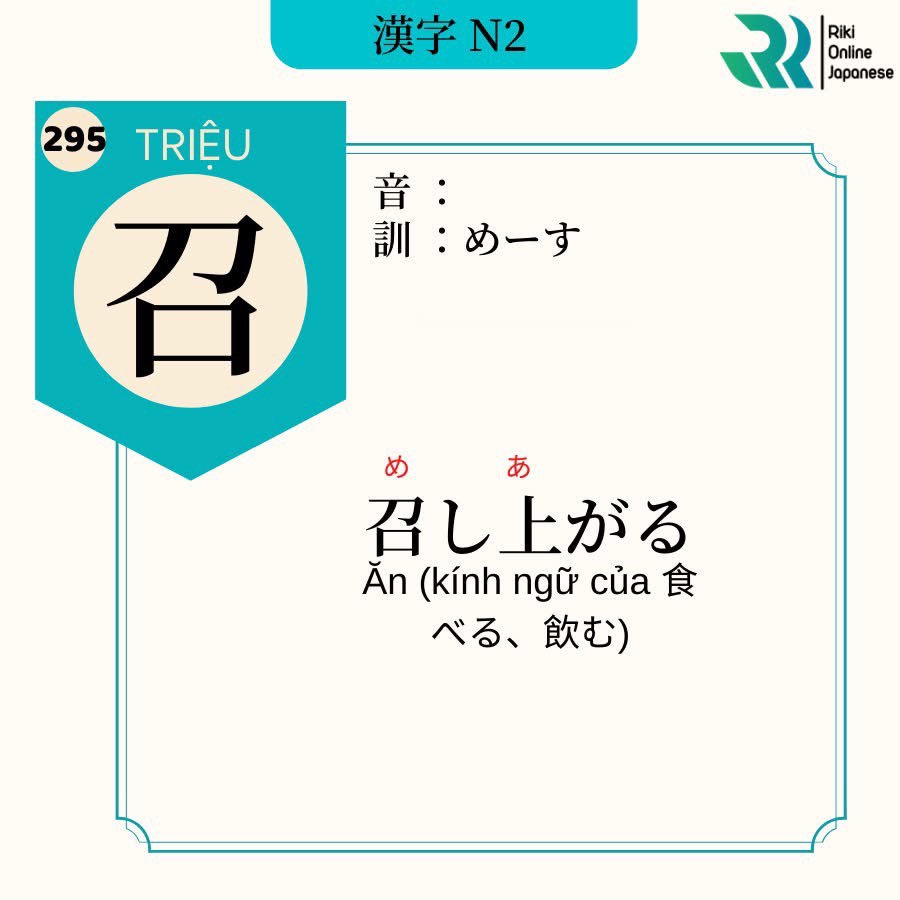 漢字 N2
Riki
Online
Japanese
295
TRIỆU
召
音 :
訓 :めーす
め あ
召し上がる
Ăn (kính ngữ của 食
べる、飲む)